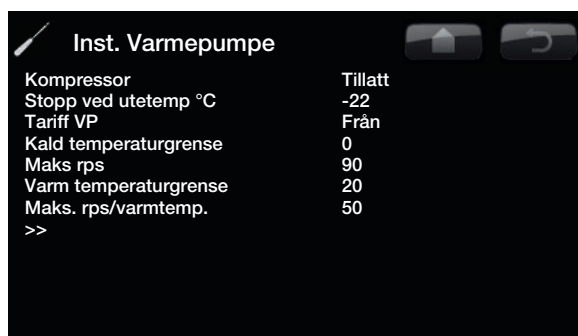 Inst. Varmepumpe
Kompressor Tillatt
Stopp ved utetemp °C -22
Tariff VP Från
Kald temperaturgrense 0
Maks rps 90
Varm temperaturgrense 20
Maks. rps/varmtemp. 50
>>